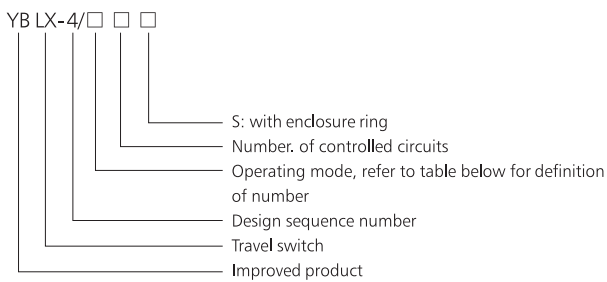 YB LX-4/□ □ □
S: with enclosure ring
Number. of controlled circuits
Operating mode, refer to table below for definition
of number
Design sequence number
Travel switch
Improved product